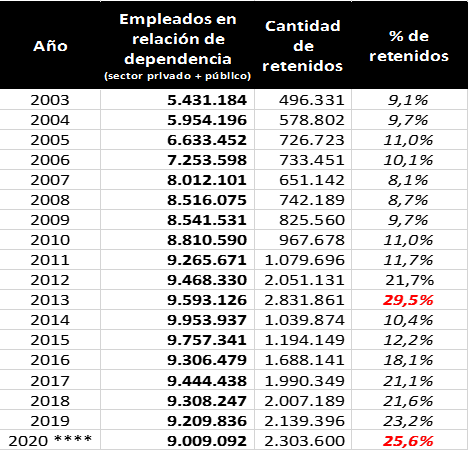 Año Empleados en relación de dependencia (sector privado + público) Cantidad de retenidos % de retenidos
2003 5.431.184 496.331 9,1%
2004 5.954.196 578.802 9,7%
2005 6.633.452 726.723 11,0%
2006 7.253.598 733.451 10,1%
2007 8.012.101 651.142 8,1%
2008 8.516.075 742.189 8,7%
2009 8.541.531 825.560 9,7%
2010 8.810.590 967.678 11,0%
2011 9.265.671 1.079.696 11,7%
2012 9.468.330 2.051.131 21,7%
2013 9.593.126 2.831.861 29,5%
2014 9.953.937 1.039.874 10,4%
2015 9.757.341 1.194.149 12,2%
2016 9.306.479 1.688.141 18,1%
2017 9.444.438 1.990.349 21,1%
2018 9.308.247 2.007.189 21,6%
2019 9.209.836 2.139.396 23,2%
2020 **** 9.009.092 2.303.600 25,6%